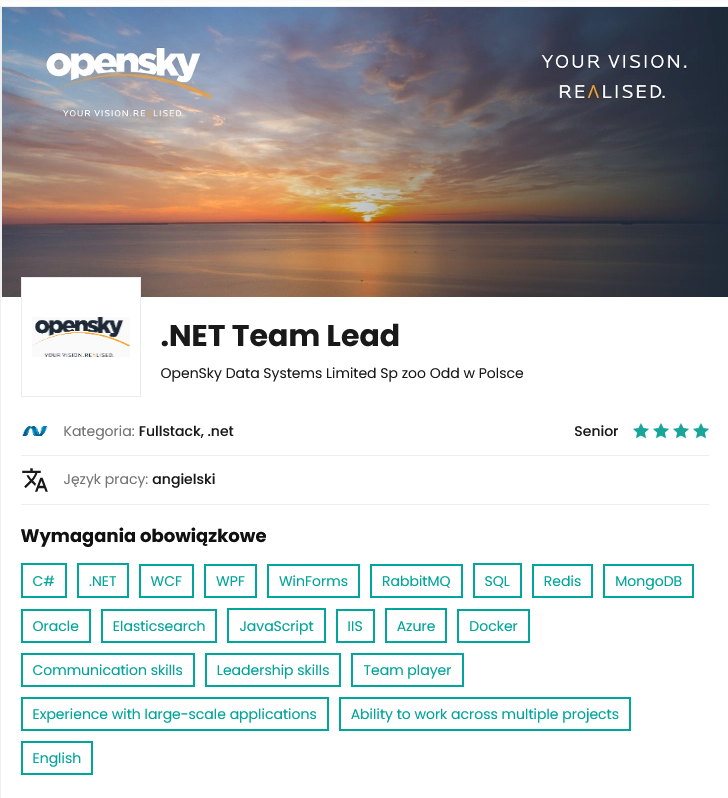 opensky
YOUR VISION.REALISED.
YOUR VISION.
REALISED.
opensky
YOUR VISION.REALISED.
.NET Team Lead
OpenSky Data Systems Limited Sp zoo Odd w Polsce
Kategoria: Fullstack, .net
Senior
Język pracy: angielski
Wymagania obowiązkowe
C# .NET WCF WPF WinForms RabbitMQ SQL Redis MongoDB
Oracle Elasticsearch JavaScript IIS Azure Docker
Communication skills Leadership skills Team player
Experience with large-scale applications Ability to work across multiple projects
English